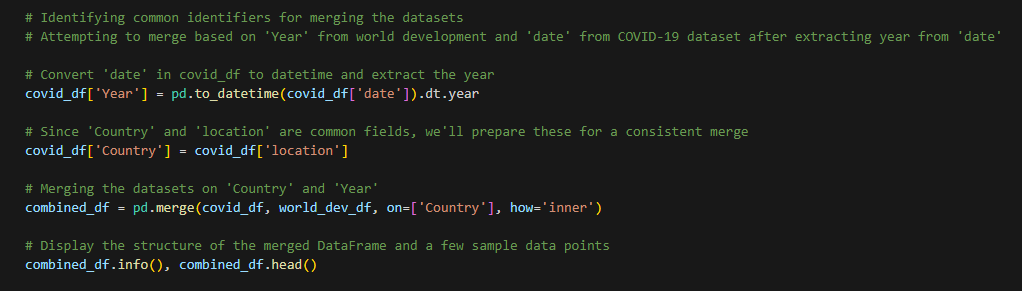 # Identifying common identifiers for merging the datasets
# Attempting to merge based on 'Year' from world development and 'date' from COVID-19 dataset after extracting year from 'date'
# Convert 'date' in covid_df to datetime and extract the year
covid_df['Year'] = pd.to_datetime(covid_df['date']).dt.year
# Since 'Country' and 'location' are common fields, we'll prepare these for a consistent merge
covid_df['Country'] = covid_df['location']
# Merging the datasets on 'Country' and 'Year'
combined_df = pd.merge(covid_df, world_dev_df, on=['Country'], how='inner')
# Display the structure of the merged DataFrame and a few sample data points
combined_df.info(), combined_df.head()